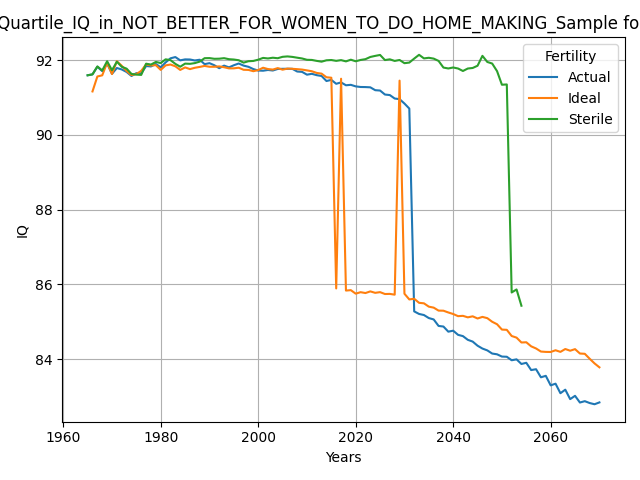 Quartile_IQ_in_NOT_BETTER_FOR_WOMEN_TO_DO_HOME_MAKING_Sample fo
Fertility
Actual
Ideal
Sterile
IQ
92
90
88
86
84
1960 1980 2000 2020 2040 2060
Years